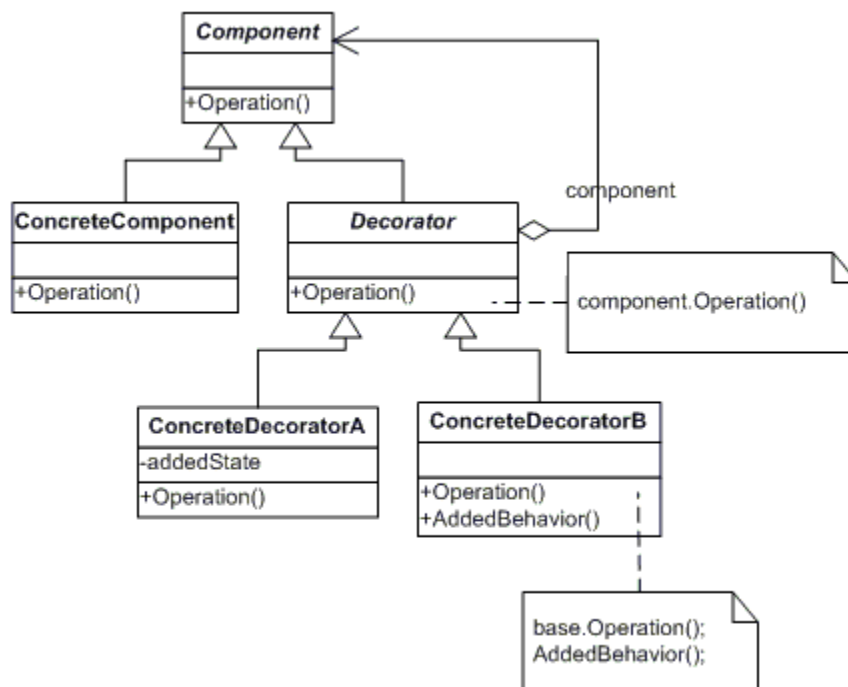 Component
+Operation()
component
ConcreteComponent
+Operation()
Decorator
+Operation()
component.Operation()
ConcreteDecoratorA
-addedState
+Operation()
ConcreteDecoratorB
+Operation()
+AddedBehavior()
base.Operation();
AddedBehavior();